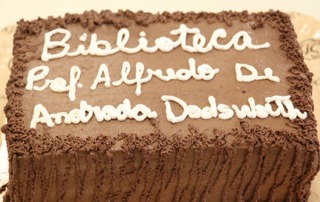 Biblioteca
Prof. Alfredo De
Andrada Dodsworth